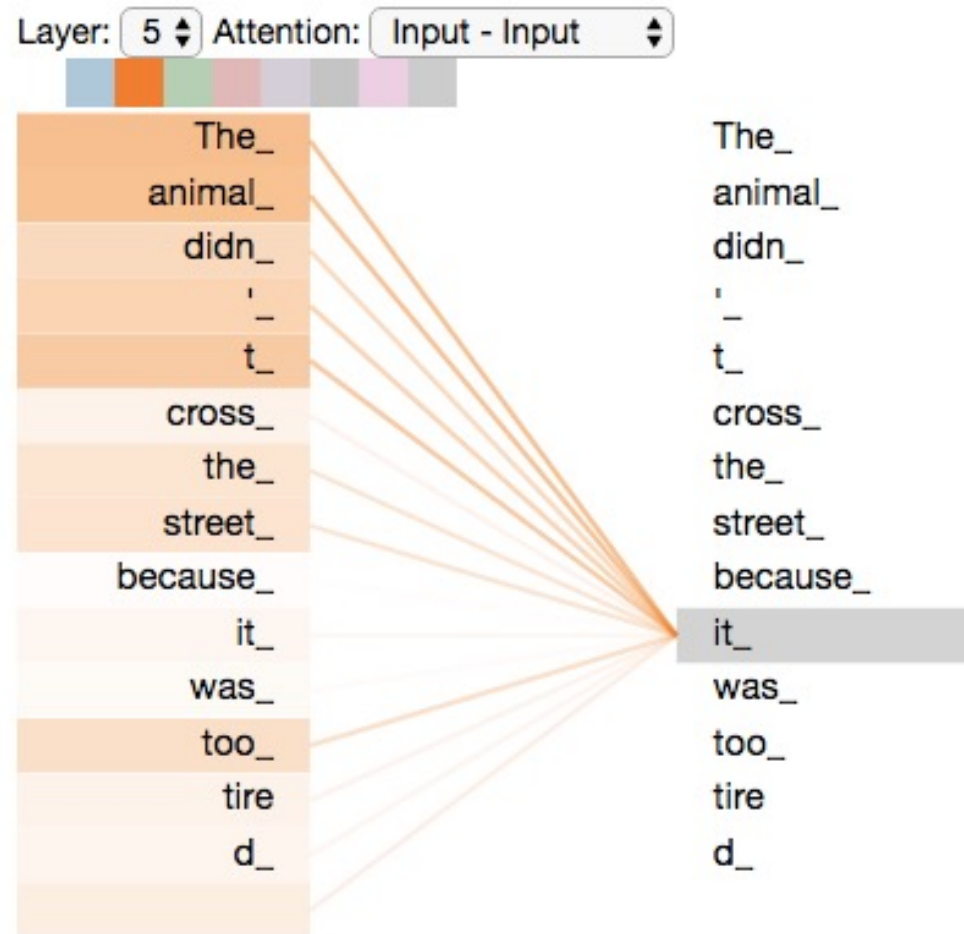 Layer: 5 Attention: Input - Input
The_ The_
animal_ animal_
didn_ didn_
'_ '_
t_ t_
cross_ cross_
the_ the_
street_ street_
because_ because_
it_ it_
was_ was_
too_ too_
tire tire
d_ d_